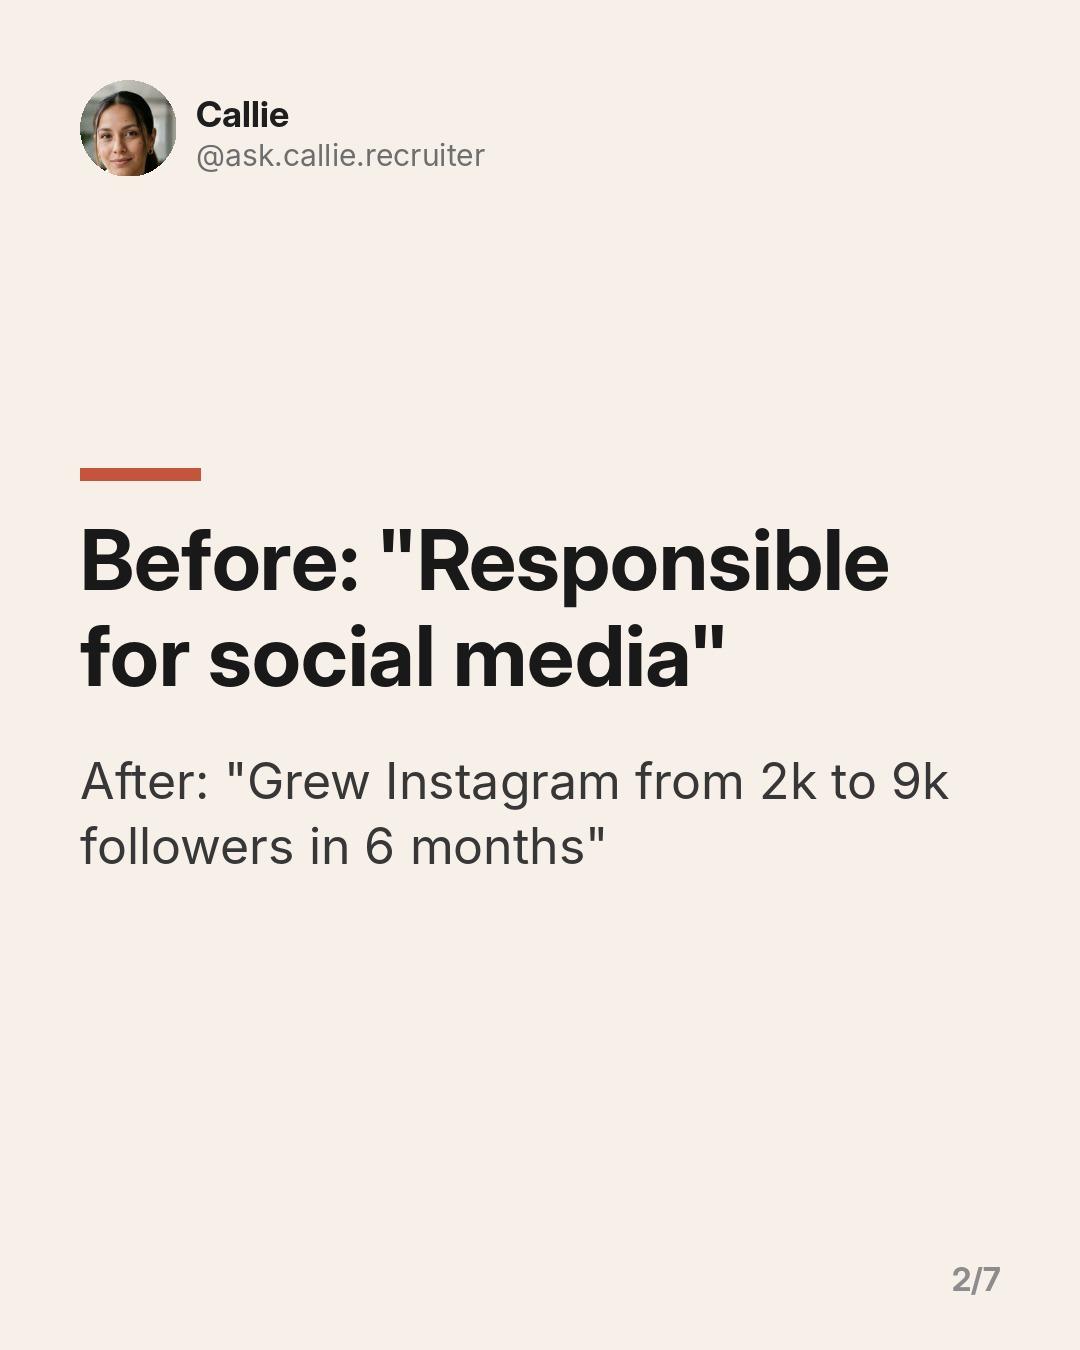 Callie
@ask.callie.recruiter
Before: "Responsible
for social media"
After: "Grew Instagram from 2k to 9k
followers in 6 months"
2/7